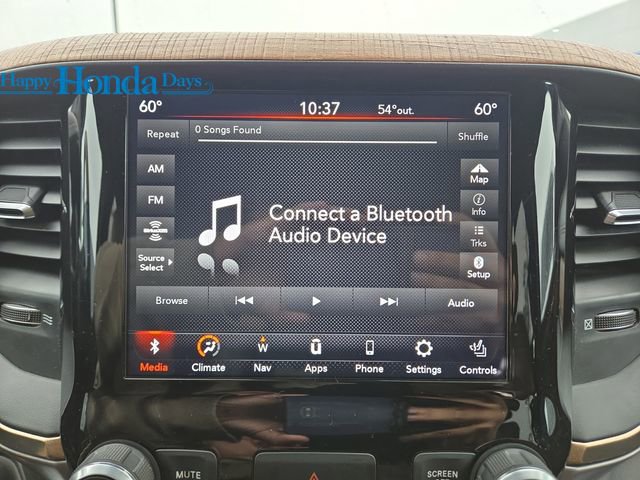 Happy Honda Days
60° 10:37 54°out. 60°
Repeat 0 Songs Found Shuffle
AM
FM
Source
Select
Connect a Bluetooth
Audio Device
Map
Info
Trks
Setup
Browse Audio
Media Climate Nav Apps Phone Settings Controls
W
MUTE
SCREEN